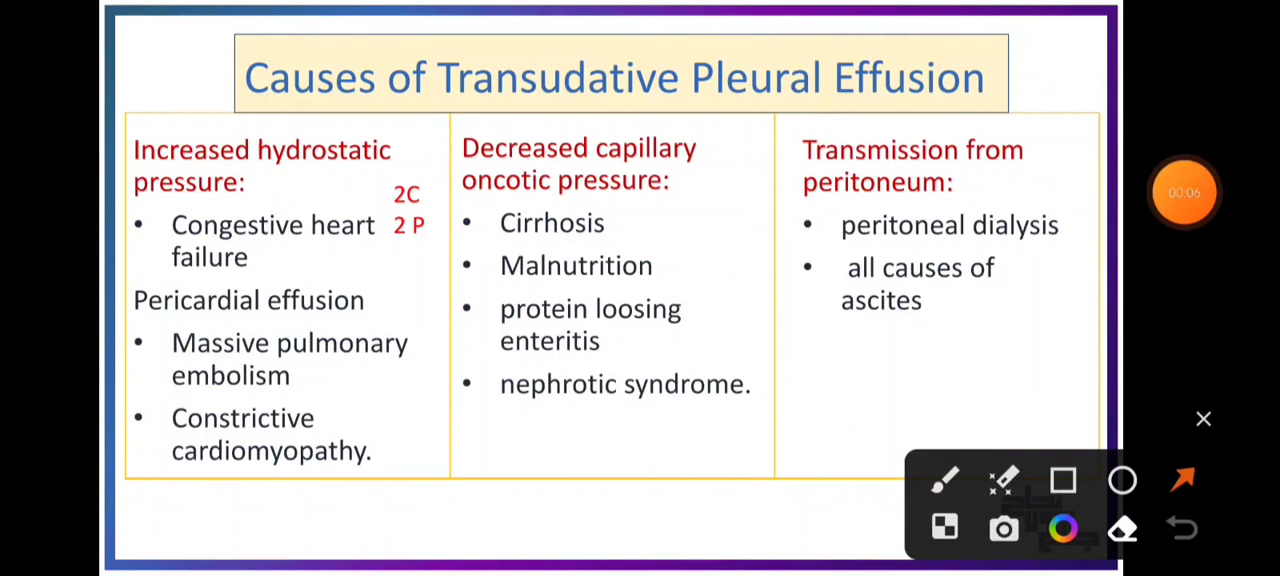 Causes of Transudative Pleural Effusion
Increased hydrostatic
pressure:
2C
• Congestive heart 2 P
failure
Pericardial effusion
• Massive pulmonary
embolism
• Constrictive
cardiomyopathy.
Decreased capillary
oncotic pressure:
• Cirrhosis
• Malnutrition
• protein loosing
enteritis
• nephrotic syndrome.
Transmission from
peritoneum:
• peritoneal dialysis
• all causes of
ascites
00:06